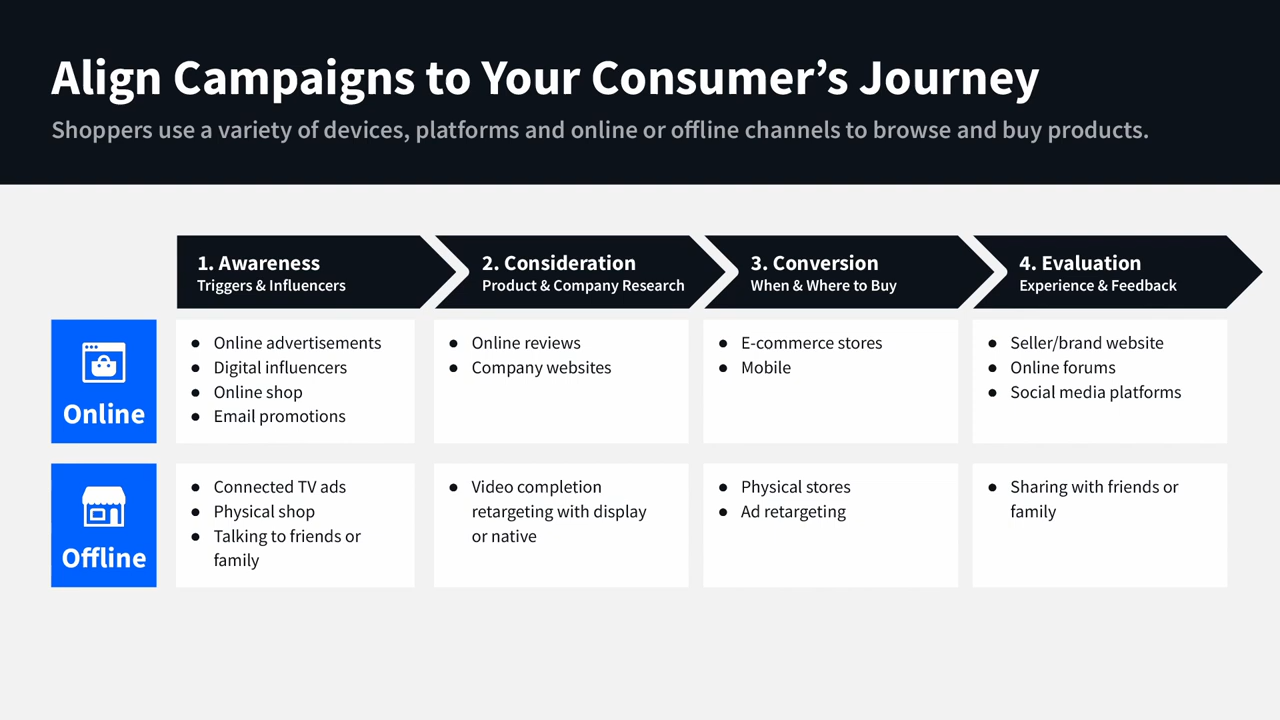 Align Campaigns to Your Consumer’s Journey
Shoppers use a variety of devices, platforms and online or offline channels to browse and buy products.
1. Awareness
Triggers & Influencers
2. Consideration
Product & Company Research
3. Conversion
When & Where to Buy
4. Evaluation
Experience & Feedback
Online
● Online advertisements
● Digital influencers
● Online shop
● Email promotions
● Online reviews
● Company websites
● E-commerce stores
● Mobile
● Seller/brand website
● Online forums
● Social media platforms
Offline
● Connected TV ads
● Physical shop
● Talking to friends or
family
● Video completion
retargeting with display
or native
● Physical stores
● Ad retargeting
● Sharing with friends or
family